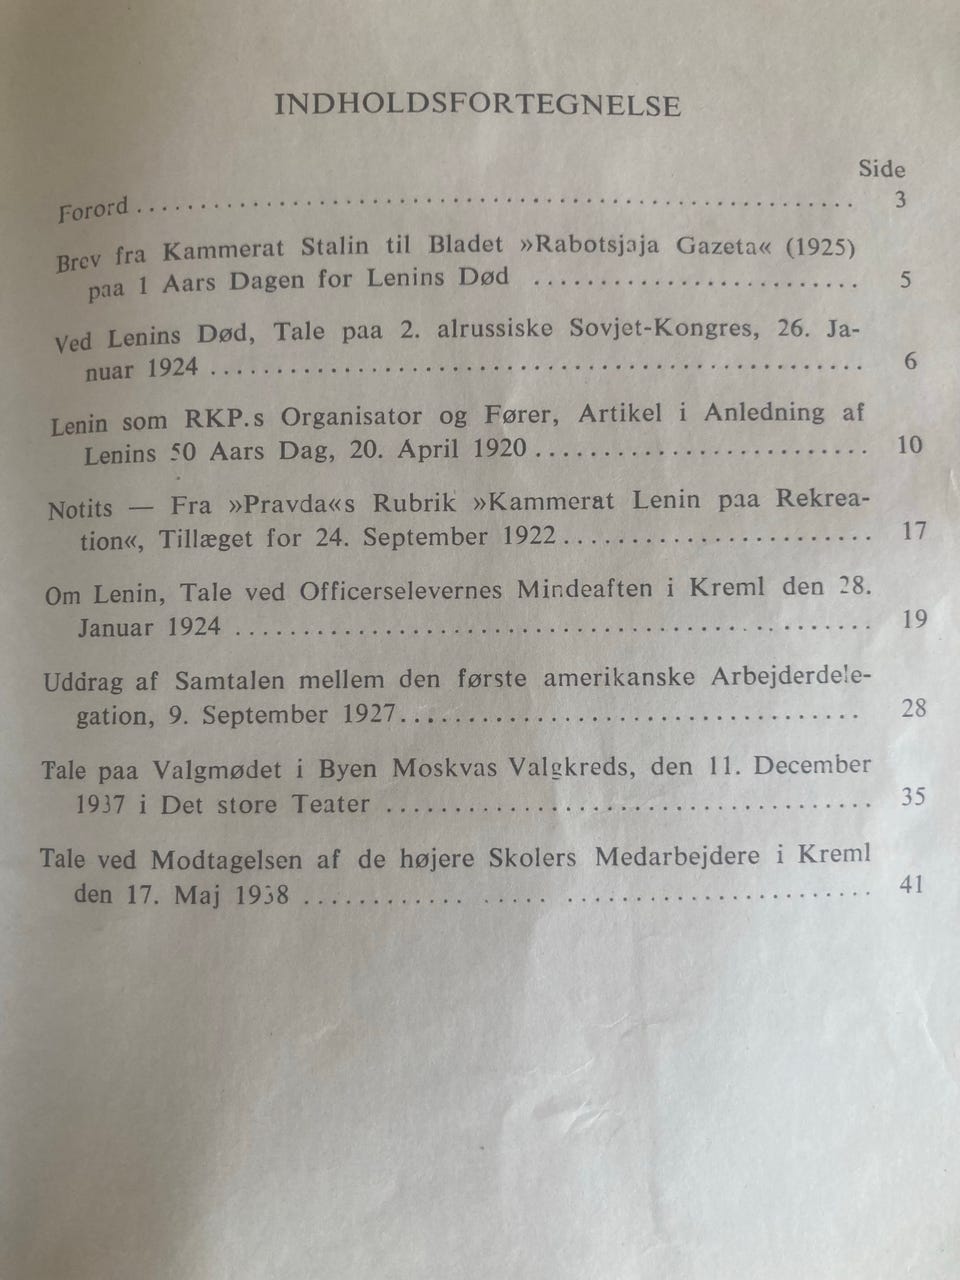 INDHOLDSFORTEGNELSE
Side
Forord ........................................................ 3
Brev fra Kammerat Stalin til Bladet »Rabotsjaja Gazeta« (1925)
paa 1 Aars Dagen for Lenins Død ......................... 5
Ved Lenins Død, Tale paa 2. alrussiske Sovjet-Kongres, 26. Ja-
nuar 1924 .................................................. 6
Lenin som RKP.s Organisator og Fører, Artikel i Anledning af
Lenins 50 Aars Dag, 20. April 1920 .......................... 10
Notits — Fra »Pravda«s Rubrik »Kammerat Lenin paa Rekrea-
tion«, Tillæget for 24. September 1922 ........................ 17
Om Lenin, Tale ved Officerselevernes Mindeaften i Kreml den 28.
Januar 1924 ................................................ 19
Uddrag af Samtalen mellem den første amerikanske Arbejderdele-
gation, 9. September 1927 ................................... 28
Tale paa Valgmødet i Byen Moskvas Valgkreds, den 11. December
1937 i Det store Teater ..................................... 35
Tale ved Modtagelsen af de højere Skolers Medarbejdere i Kreml
den 17. Maj 1938 ............ ..... ....................... 41